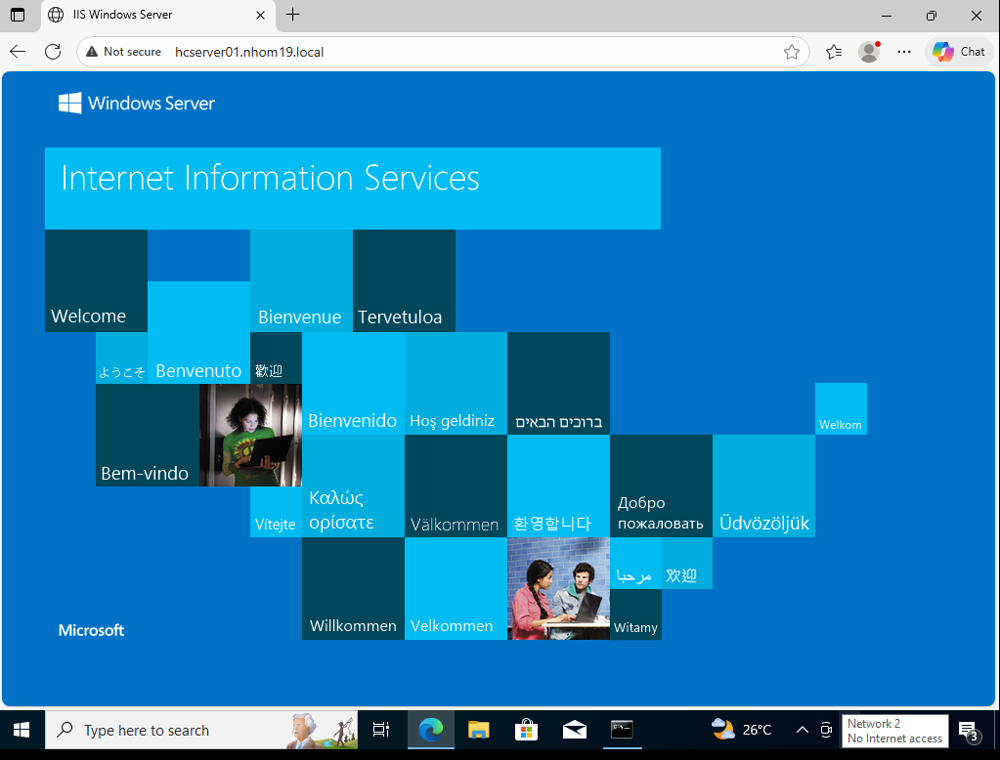 IIS Windows Server
Not secure
hcserver01.nhom19.local
Chat
Windows Server
Internet Information Services
Welcome
Bienvenue
Tervetuloa
ようこそ
Benvenuto
歡迎
Bienvenido
Hoş geldiniz
ברוכים הבאים
Welkom
Bem-vindo
Vítejte
Καλώς
ορίσατε
Välkommen
환영합니다
Добро
пожаловать
Üdvözöljük
Willkommen
Velkommen
مرحبا
欢迎
Witamy
Microsoft
Type here to search
26°C
Network 2
No Internet access
3